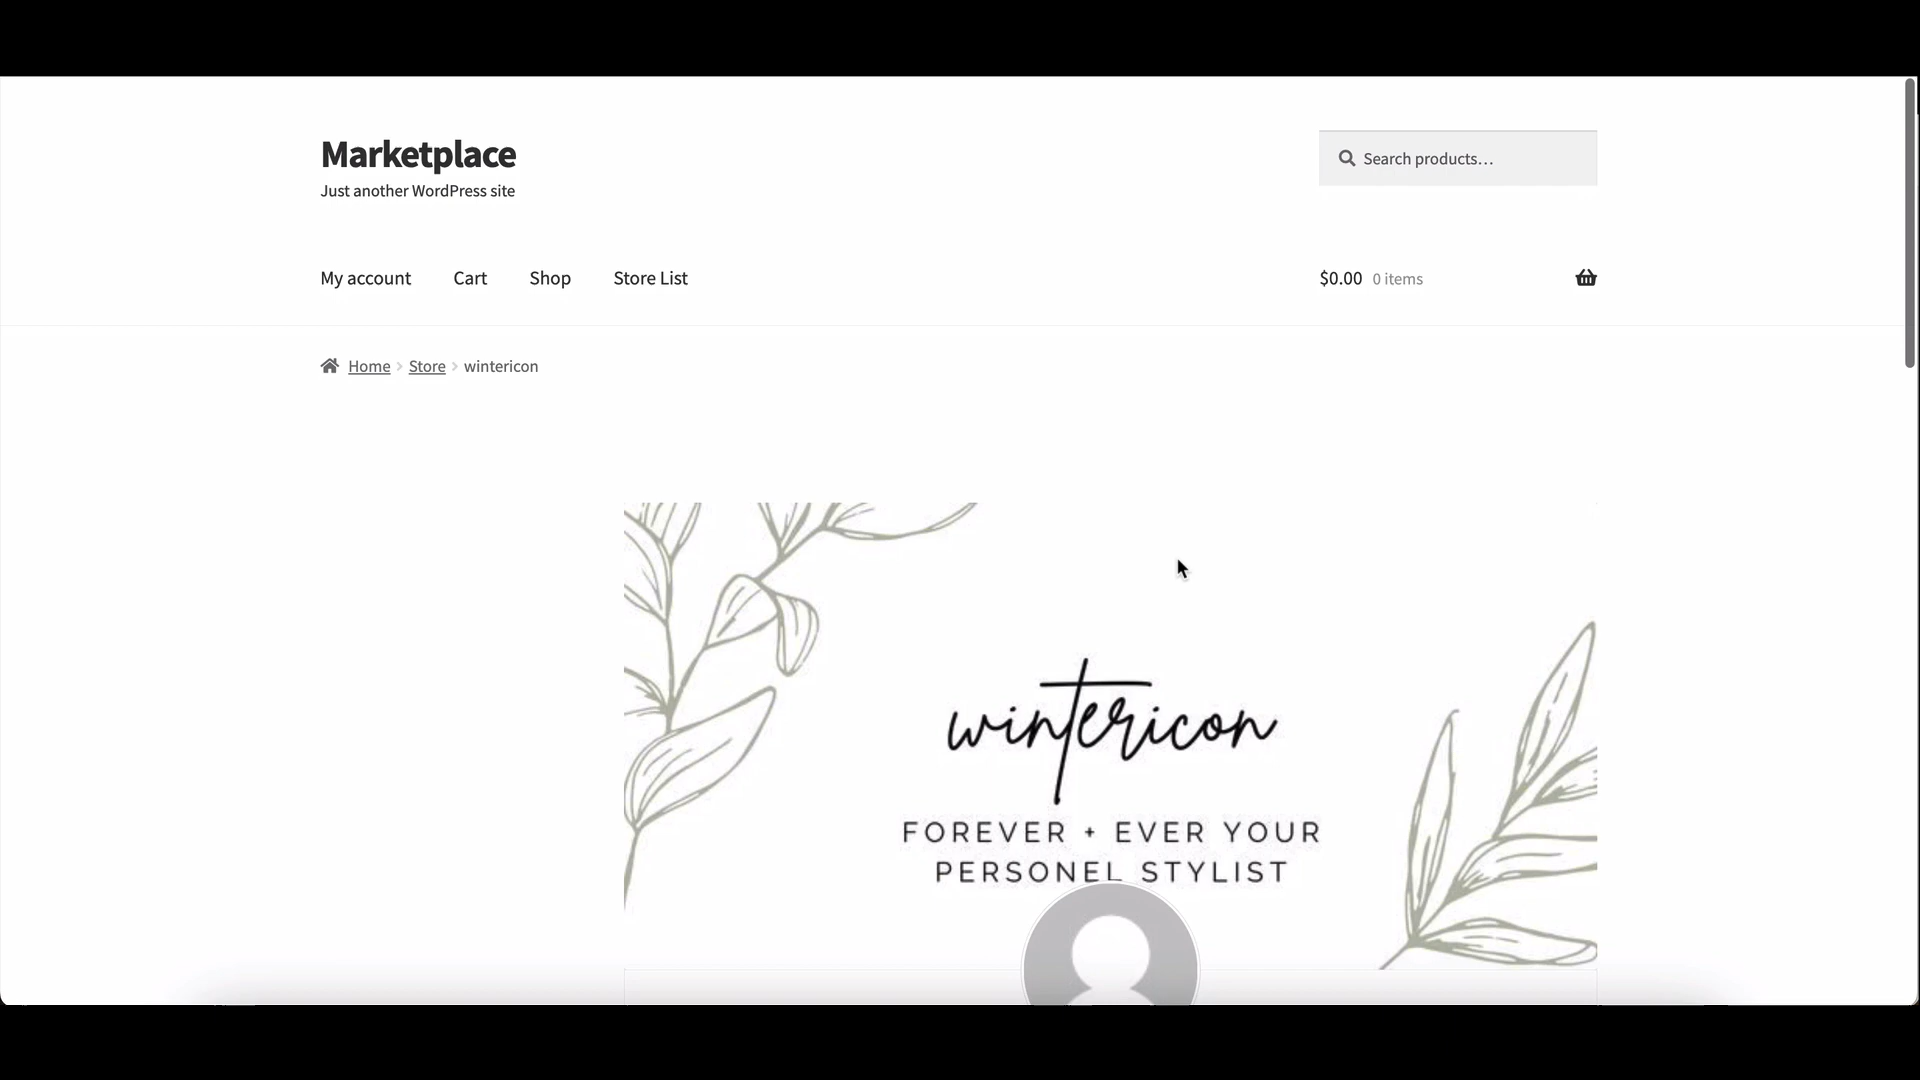 Marketplace
Just another WordPress site
Search products…
My account Cart Shop Store List
$0.00 0 items
Home Store wintericon
wintericon
FOREVER + EVER YOUR
PERSONEL STYLIST